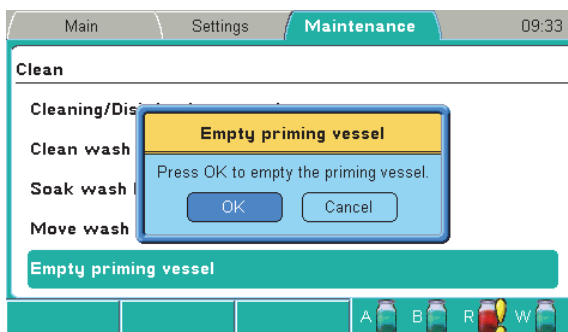 Main Settings Maintenance 09:33
Clean
Cleaning/
Empty priming vessel
Clean wash
Press OK to empty the priming vessel.
Soak wash
OK Cancel
Move wash
Empty priming vessel
A B R W